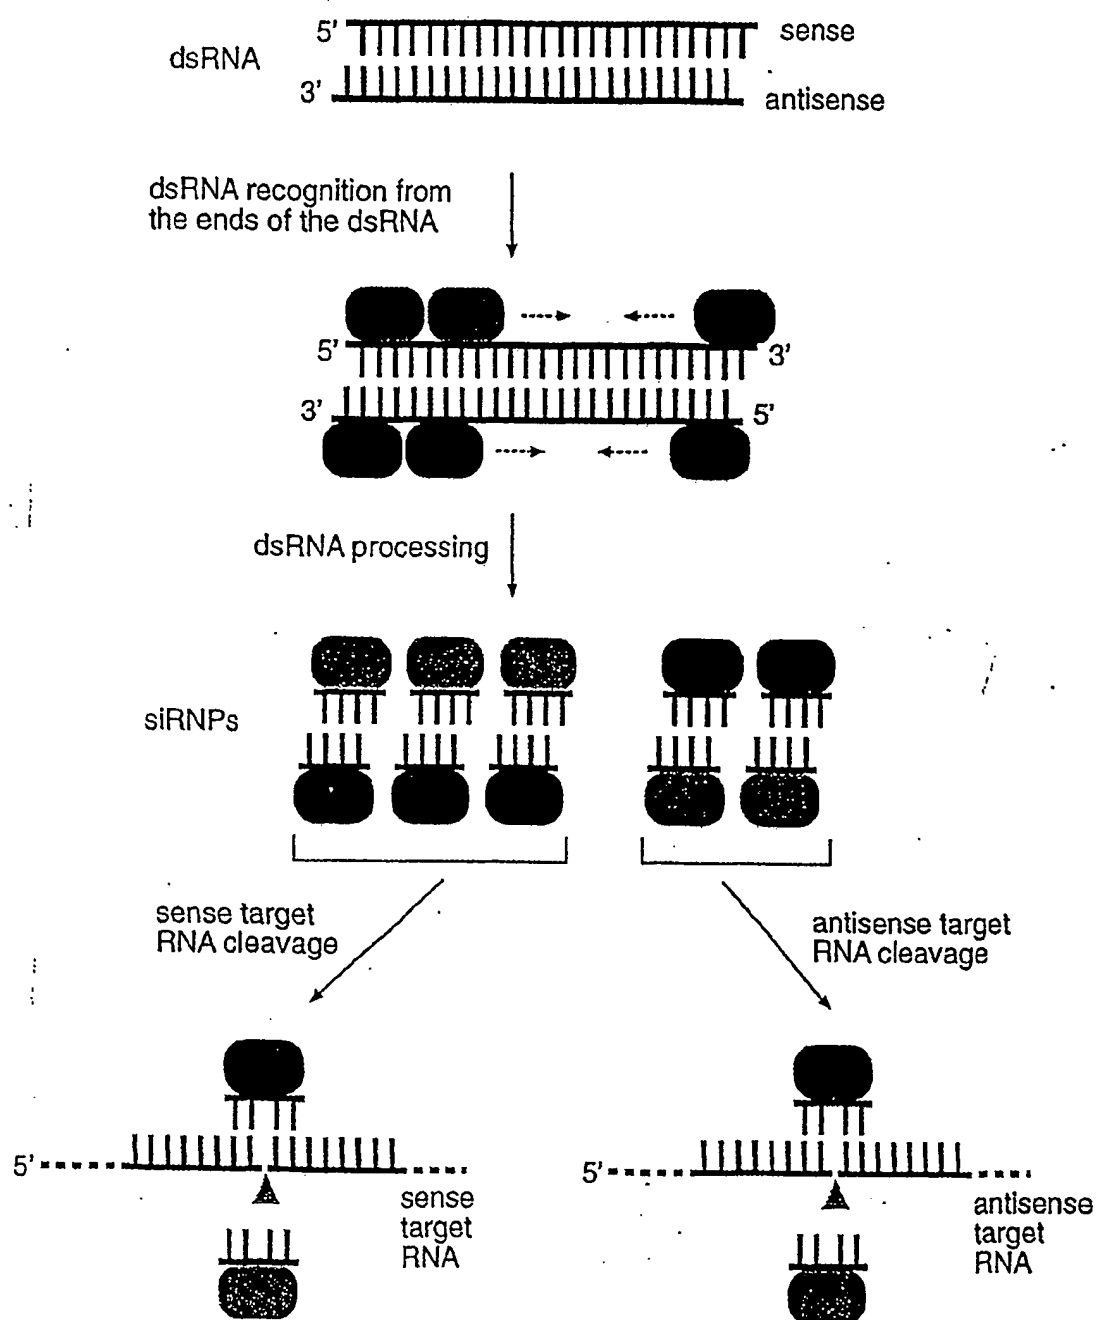 5' sense
dsRNA
3' antisense
dsRNA recognition from
the ends of the dsRNA
5' 3'
3' 5'
dsRNA processing
siRNPs
sense target
RNA cleavage
antisense target
RNA cleavage
5'
sense
target
RNA
5'
antisense
target
RNA